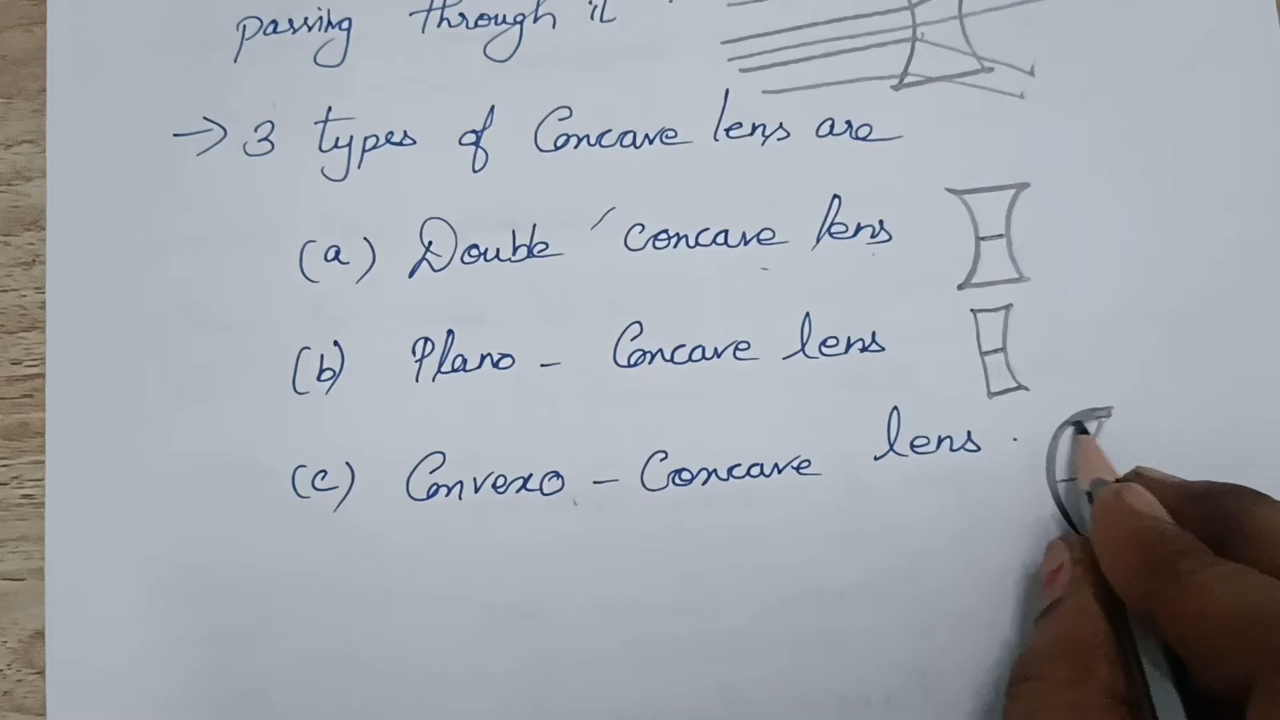 passing through it
→ 3 types of Concave lens are
(a) Double concave lens
(b) Plano - Concave lens
(c) Convexo - Concave lens.